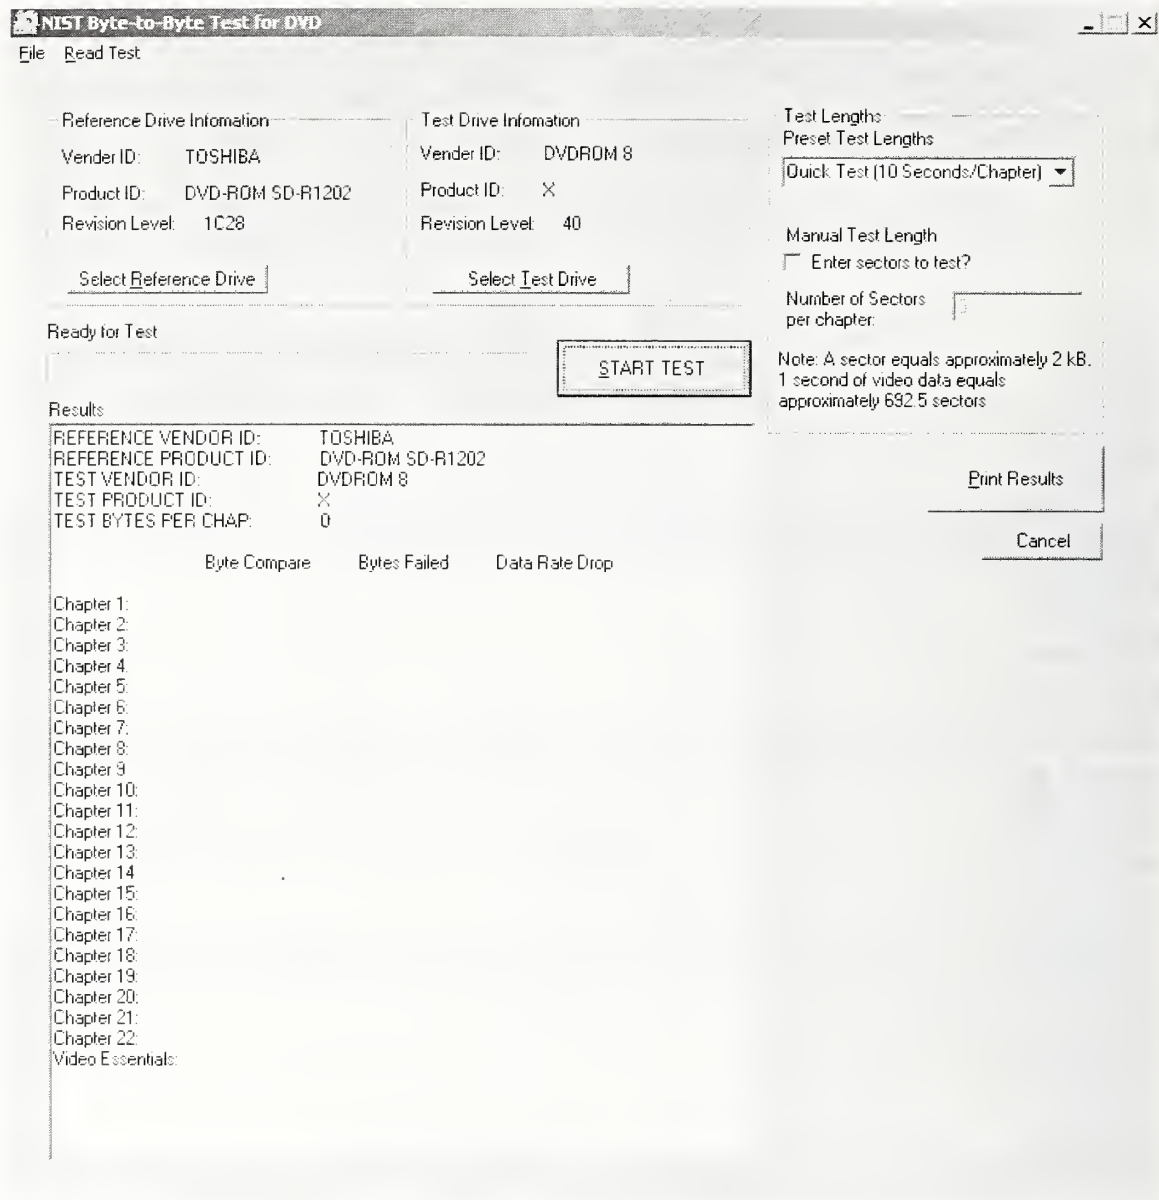 NIST Byte-to-Byte Test for DVD
File Read Test
Reference Drive Infomation
Vender ID: TOSHIBA
Product ID: DVD-ROM SD-R1202
Revision Level: 1C28
Select Reference Drive
Test Drive Infomation
Vender ID: DVDROM 8
Product ID: X
Revision Level: 40
Select Test Drive
Test Lengths
Preset Test Lengths
Quick Test (10 Seconds/Chapter)
Manual Test Length
Enter sectors to test?
Number of Sectors
per chapter:
Note: A sector equals approximately 2 kB.
1 second of video data equals
approximately 692.5 sectors
Ready for Test
START TEST
Results
REFERENCE VENDOR ID: TOSHIBA
REFERENCE PRODUCT ID: DVD-ROM SD-R1202
TEST VENDOR ID: DVDROM 8
TEST PRODUCT ID: X
TEST BYTES PER CHAP: 0
Byte Compare Bytes Failed Data Rate Drop
Chapter 1:
Chapter 2:
Chapter 3:
Chapter 4:
Chapter 5:
Chapter 6:
Chapter 7:
Chapter 8:
Chapter 9
Chapter 10:
Chapter 11:
Chapter 12:
Chapter 13:
Chapter 14
Chapter 15:
Chapter 16:
Chapter 17:
Chapter 18:
Chapter 19:
Chapter 20:
Chapter 21:
Chapter 22:
Video Essentials:
Print Results
Cancel